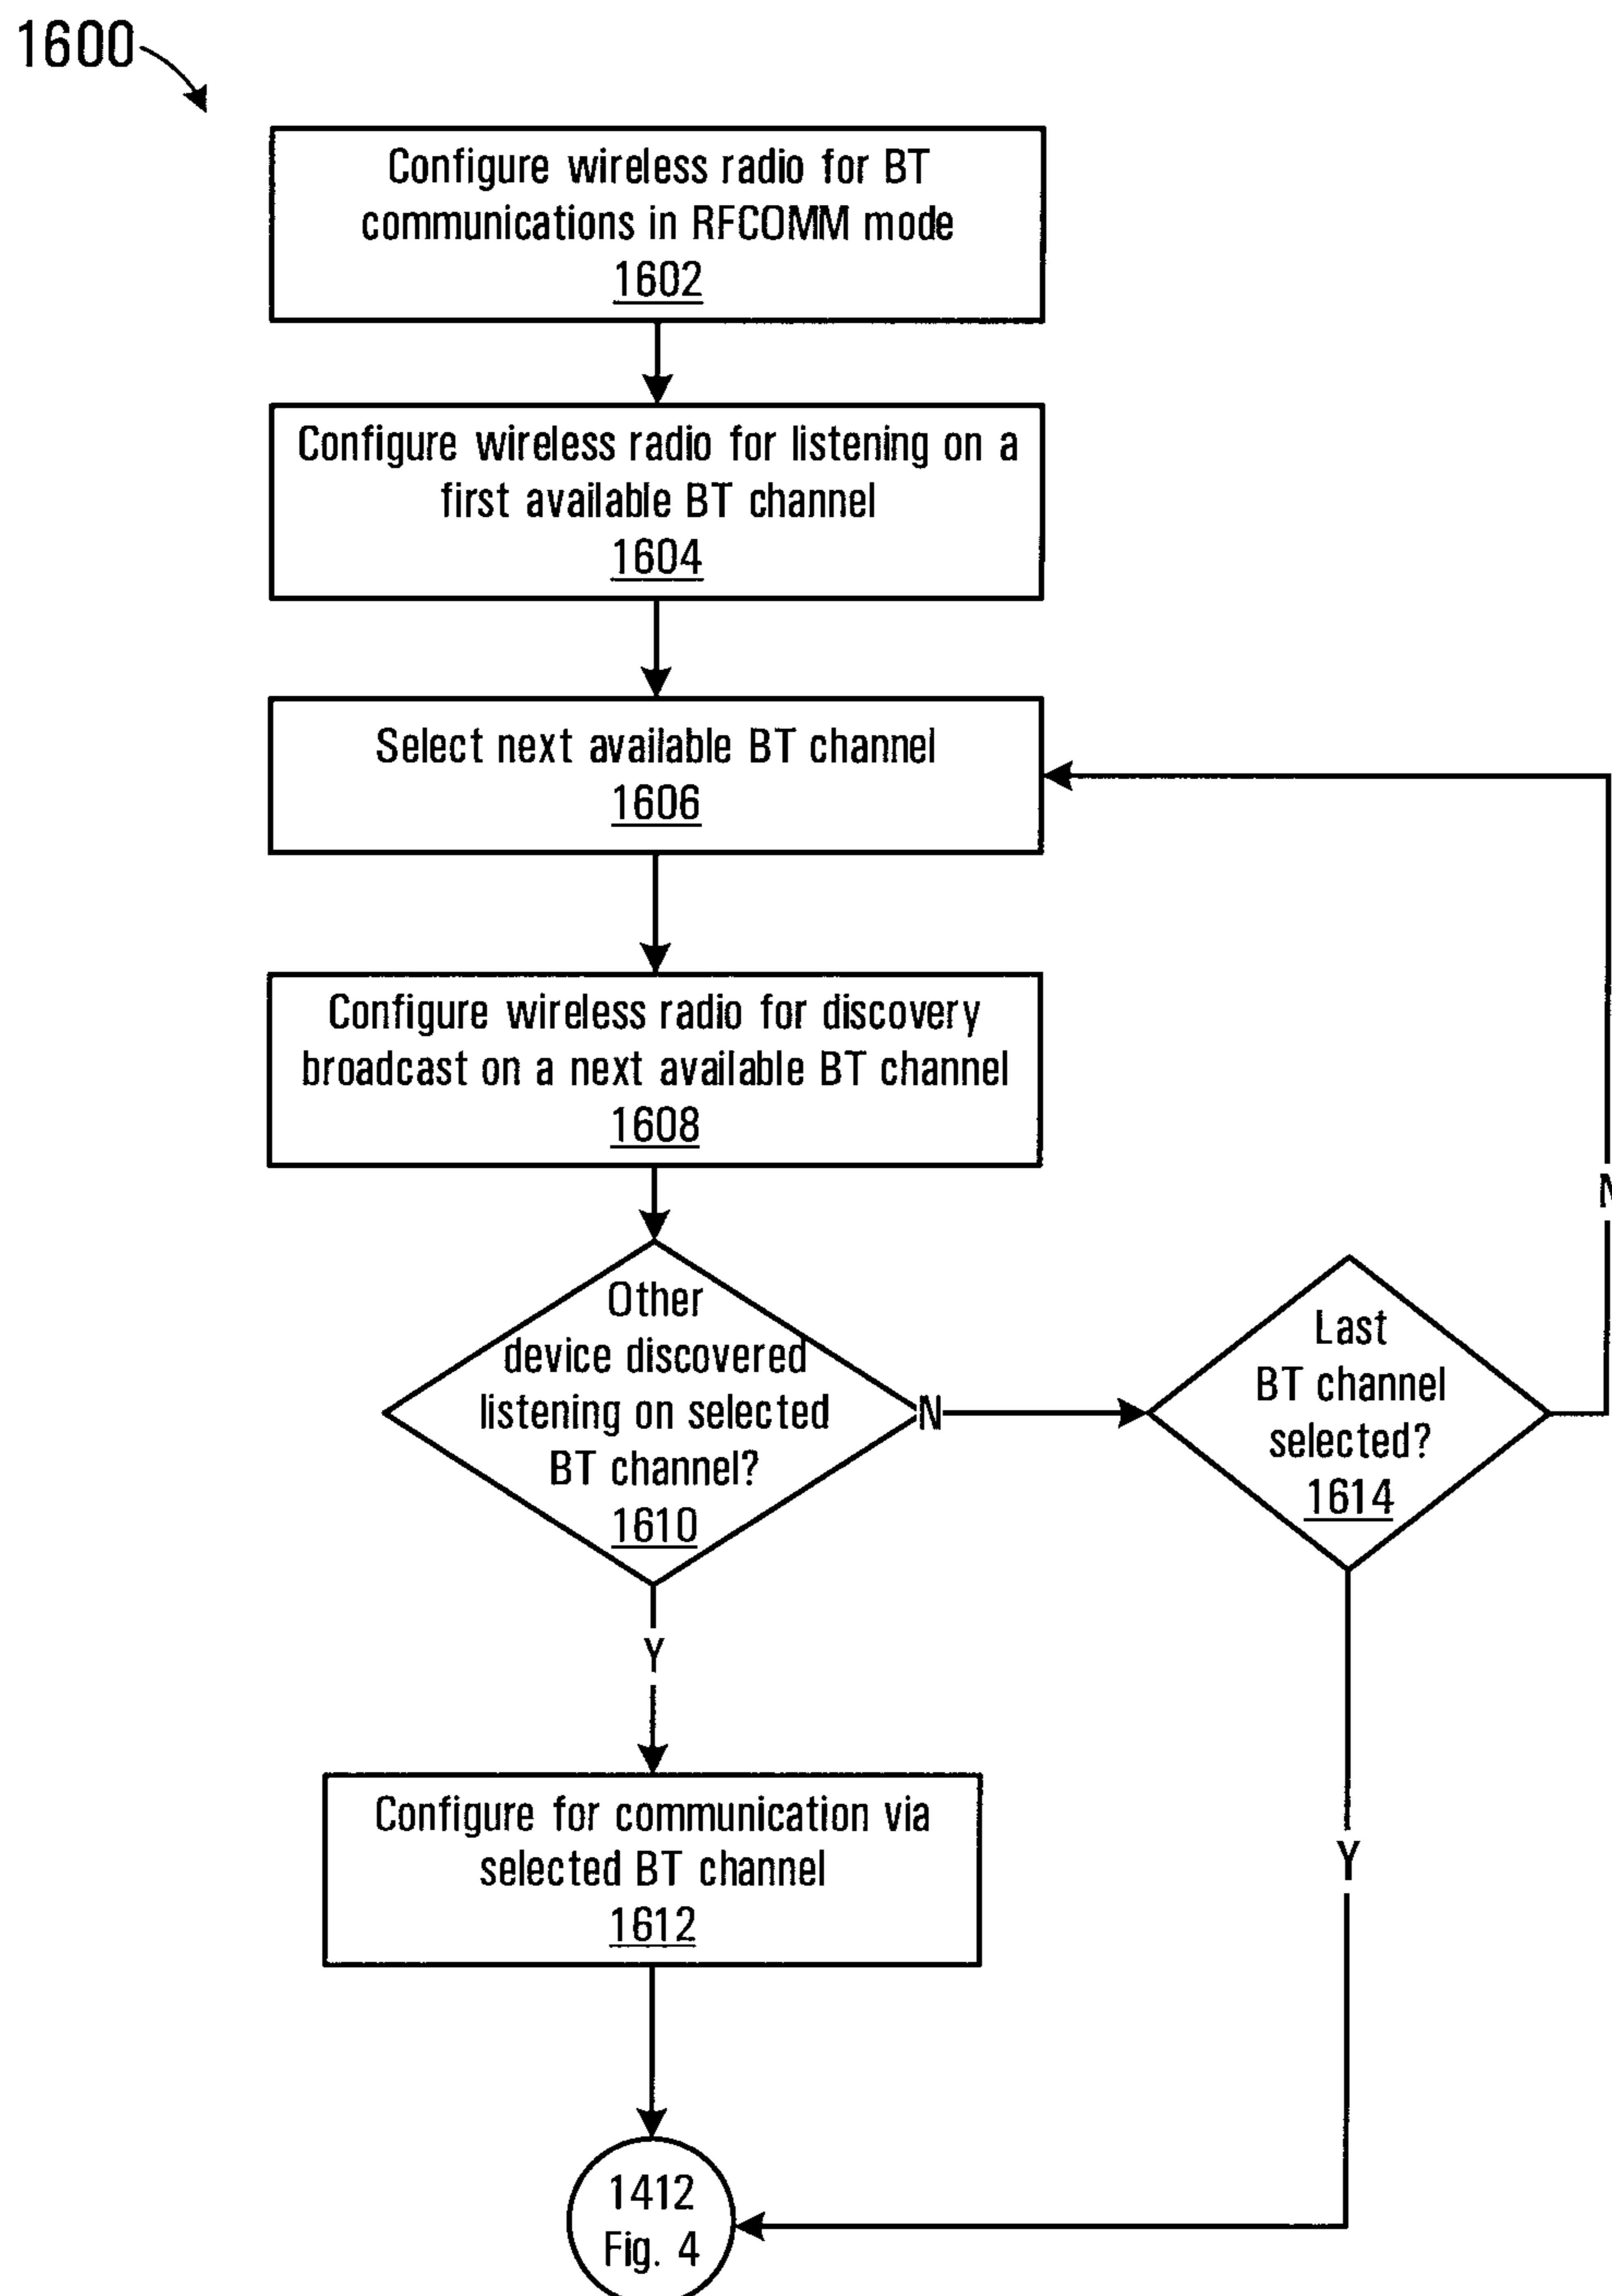 1600
Configure wireless radio for BT
communications in RFCOMM mode
1602
Configure wireless radio for listening on a
first available BT channel
1604
Select next available BT channel
1606
Configure wireless radio for discovery
broadcast on a next available BT channel
1608
Other
device discovered
listening on selected
BT channel?
1610
N
Last
BT channel
selected?
1614
N
Y
Configure for communication via
selected BT channel
1612
Y
1412
Fig. 4